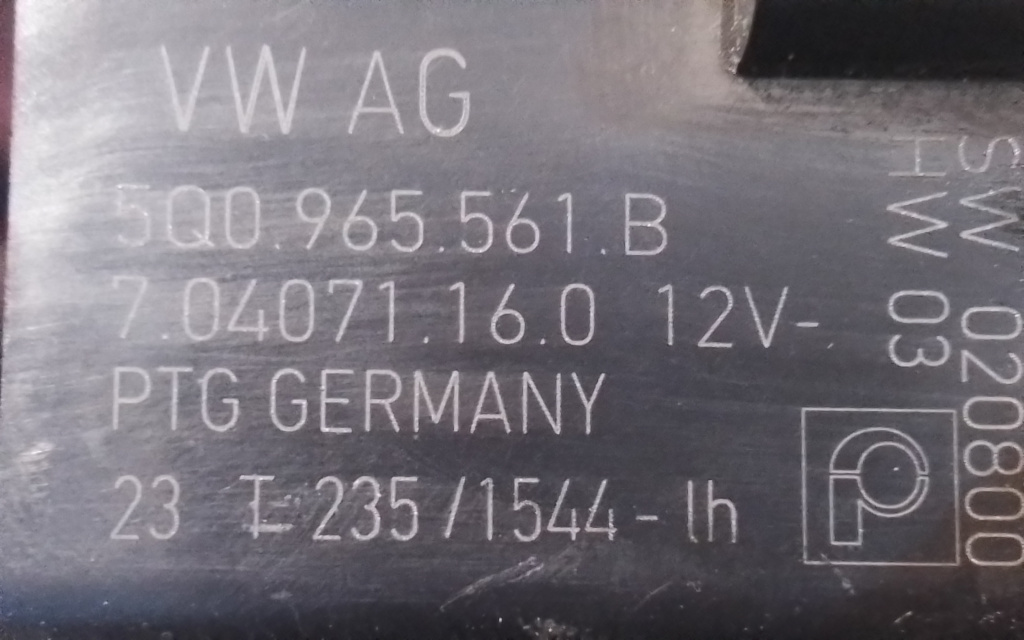 VW AG
5Q0.965.561.B
7.04071.16.0 12V-
PTG GERMANY
23 235/1544- lh
HW 03
SW 020800